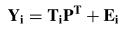 Yᵢ = TᵢPᵀ + Eᵢ